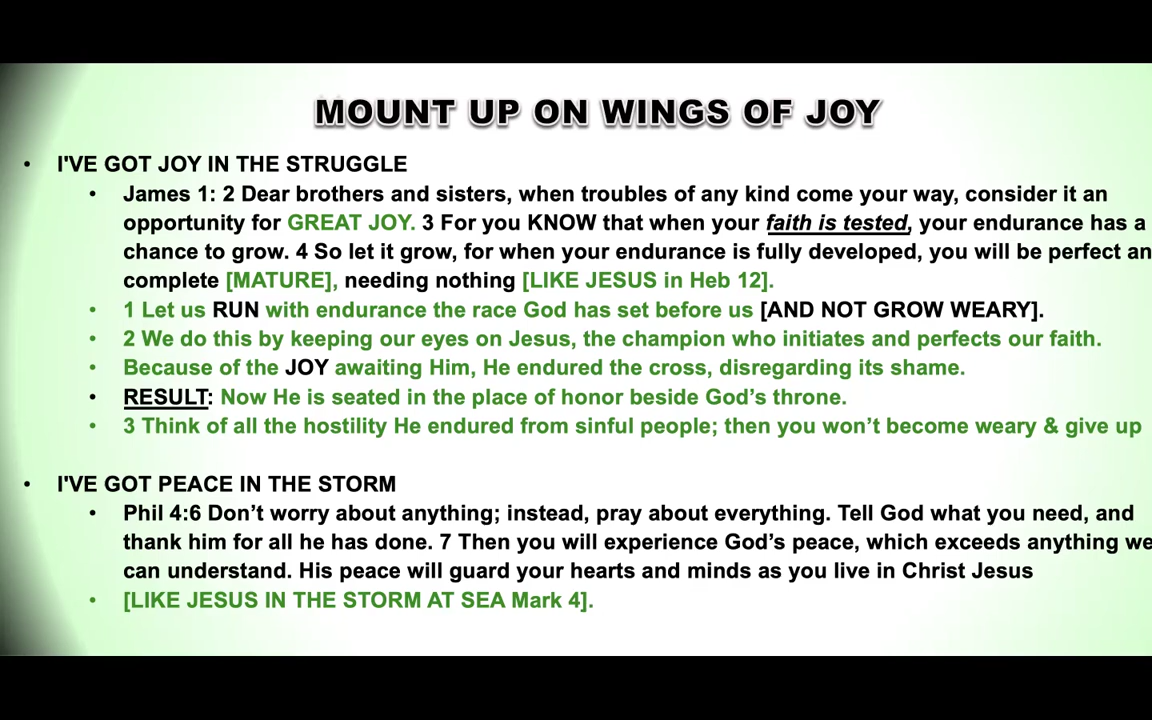 MOUNT UP ON WINGS OF JOY
• I'VE GOT JOY IN THE STRUGGLE
• James 1: 2 Dear brothers and sisters, when troubles of any kind come your way, consider it an
opportunity for GREAT JOY. 3 For you KNOW that when your faith is tested, your endurance has a
chance to grow. 4 So let it grow, for when your endurance is fully developed, you will be perfect an
complete [MATURE], needing nothing [LIKE JESUS in Heb 12].
• 1 Let us RUN with endurance the race God has set before us [AND NOT GROW WEARY].
• 2 We do this by keeping our eyes on Jesus, the champion who initiates and perfects our faith.
• Because of the JOY awaiting Him, He endured the cross, disregarding its shame.
• RESULT: Now He is seated in the place of honor beside God’s throne.
• 3 Think of all the hostility He endured from sinful people; then you won’t become weary & give up
• I'VE GOT PEACE IN THE STORM
• Phil 4:6 Don’t worry about anything; instead, pray about everything. Tell God what you need, and
thank him for all he has done. 7 Then you will experience God’s peace, which exceeds anything we
can understand. His peace will guard your hearts and minds as you live in Christ Jesus
• [LIKE JESUS IN THE STORM AT SEA Mark 4].